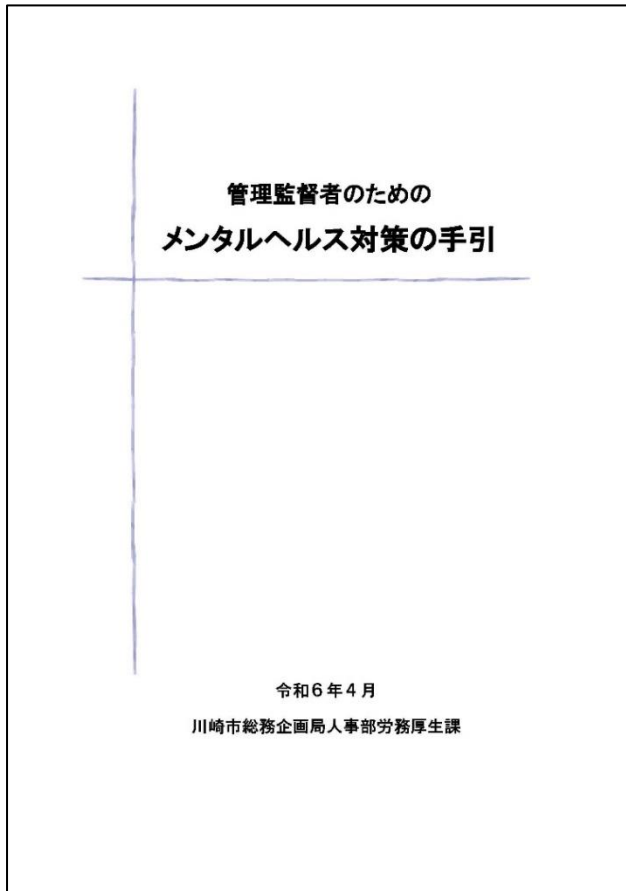 管理監督者のための
メンタルヘルス対策の手引
令和６年４月
川崎市総務企画局人事部労務厚生課